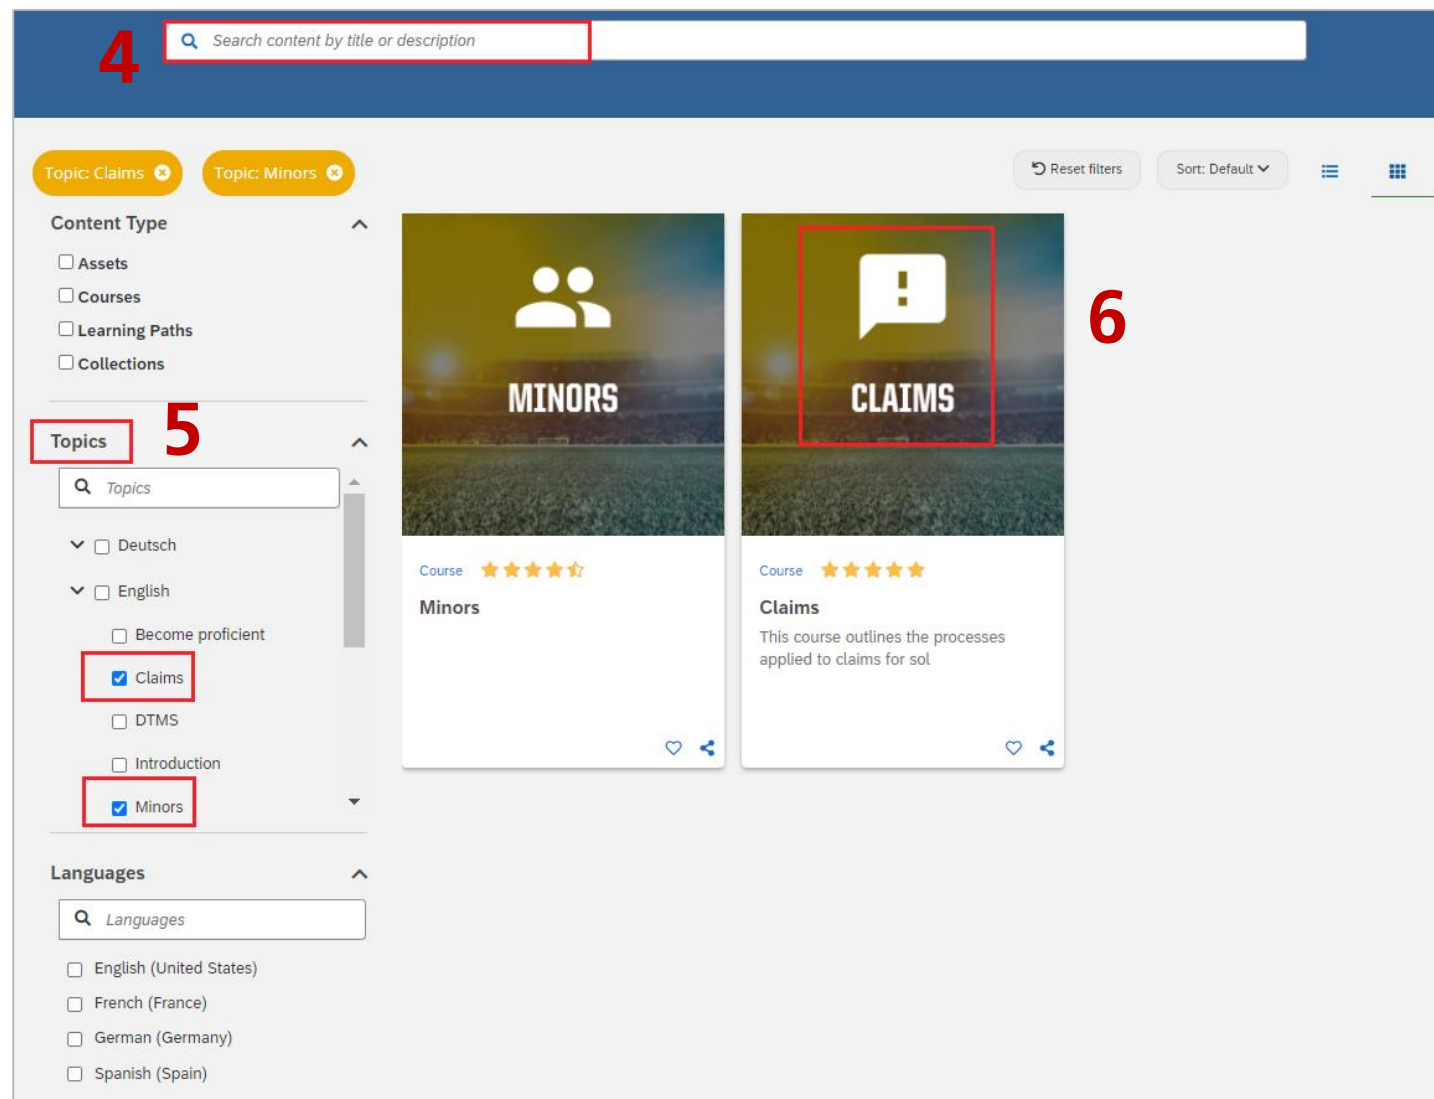 4
Search content by title or description
Topic: Claims
Topic: Minors
Reset filters
Sort: Default
Content Type
Assets
Courses
Learning Paths
Collections
Topics
5
Topics
Deutsch
English
Become proficient
Claims
DTMS
Introduction
Minors
Languages
Languages
English (United States)
French (France)
German (Germany)
Spanish (Spain)
MINORS
Course
Minors
CLAIMS
6
Course
Claims
This course outlines the processes
applied to claims for sol